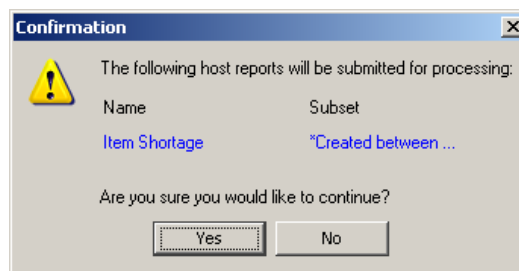 Confirmation
The following host reports will be submitted for processing:
Name Subset
Item Shortage *Created between ...
Are you sure you would like to continue?
Yes No